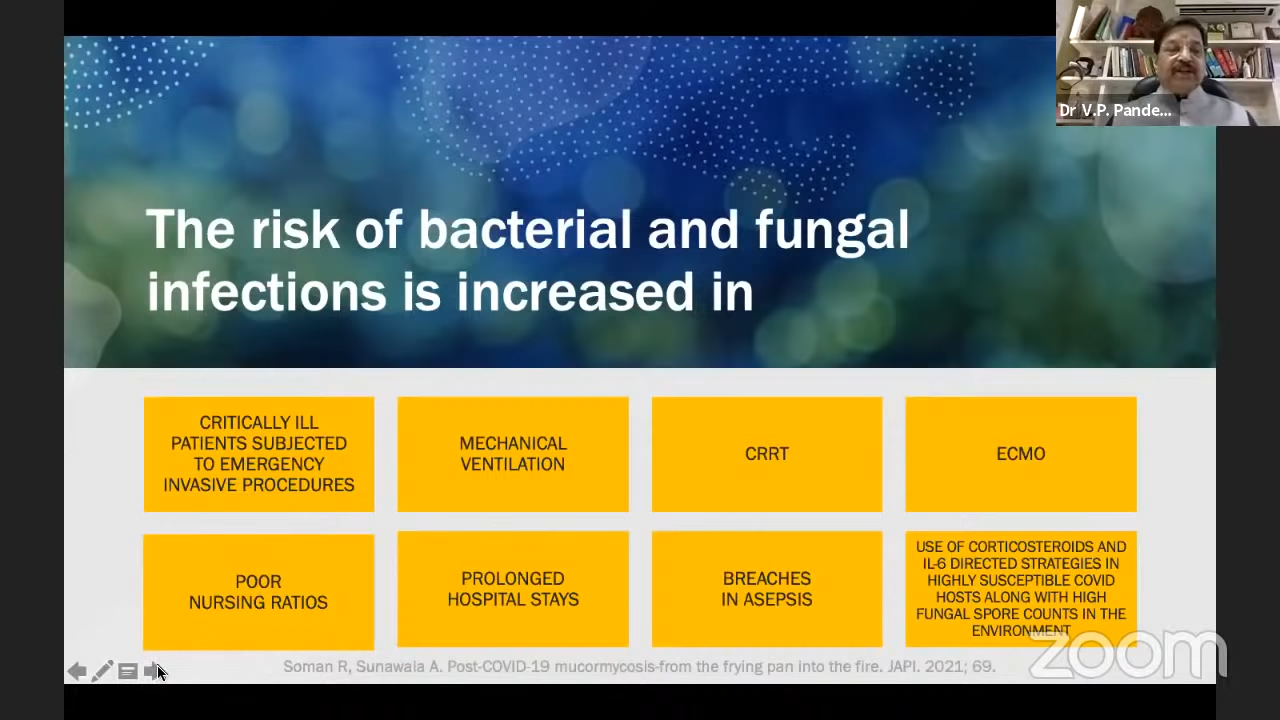 Dr V.P. Pande...
The risk of bacterial and fungal
infections is increased in
CRITICALLY ILL
PATIENTS SUBJECTED
TO EMERGENCY
INVASIVE PROCEDURES
MECHANICAL
VENTILATION
CRRT
ECMO
POOR
NURSING RATIOS
PROLONGED
HOSPITAL STAYS
BREACHES
IN ASEPSIS
USE OF CORTICOSTEROIDS AND
IL-6 DIRECTED STRATEGIES IN
HIGHLY SUSCEPTIBLE COVID
HOSTS ALONG WITH HIGH
FUNGAL SPORE COUNTS IN THE
ENVIRONMENT
Soman R, Sunawala A. Post-COVID-19 mucormycosis-from the frying pan into the fire. JAPI. 2021; 69.
zoom